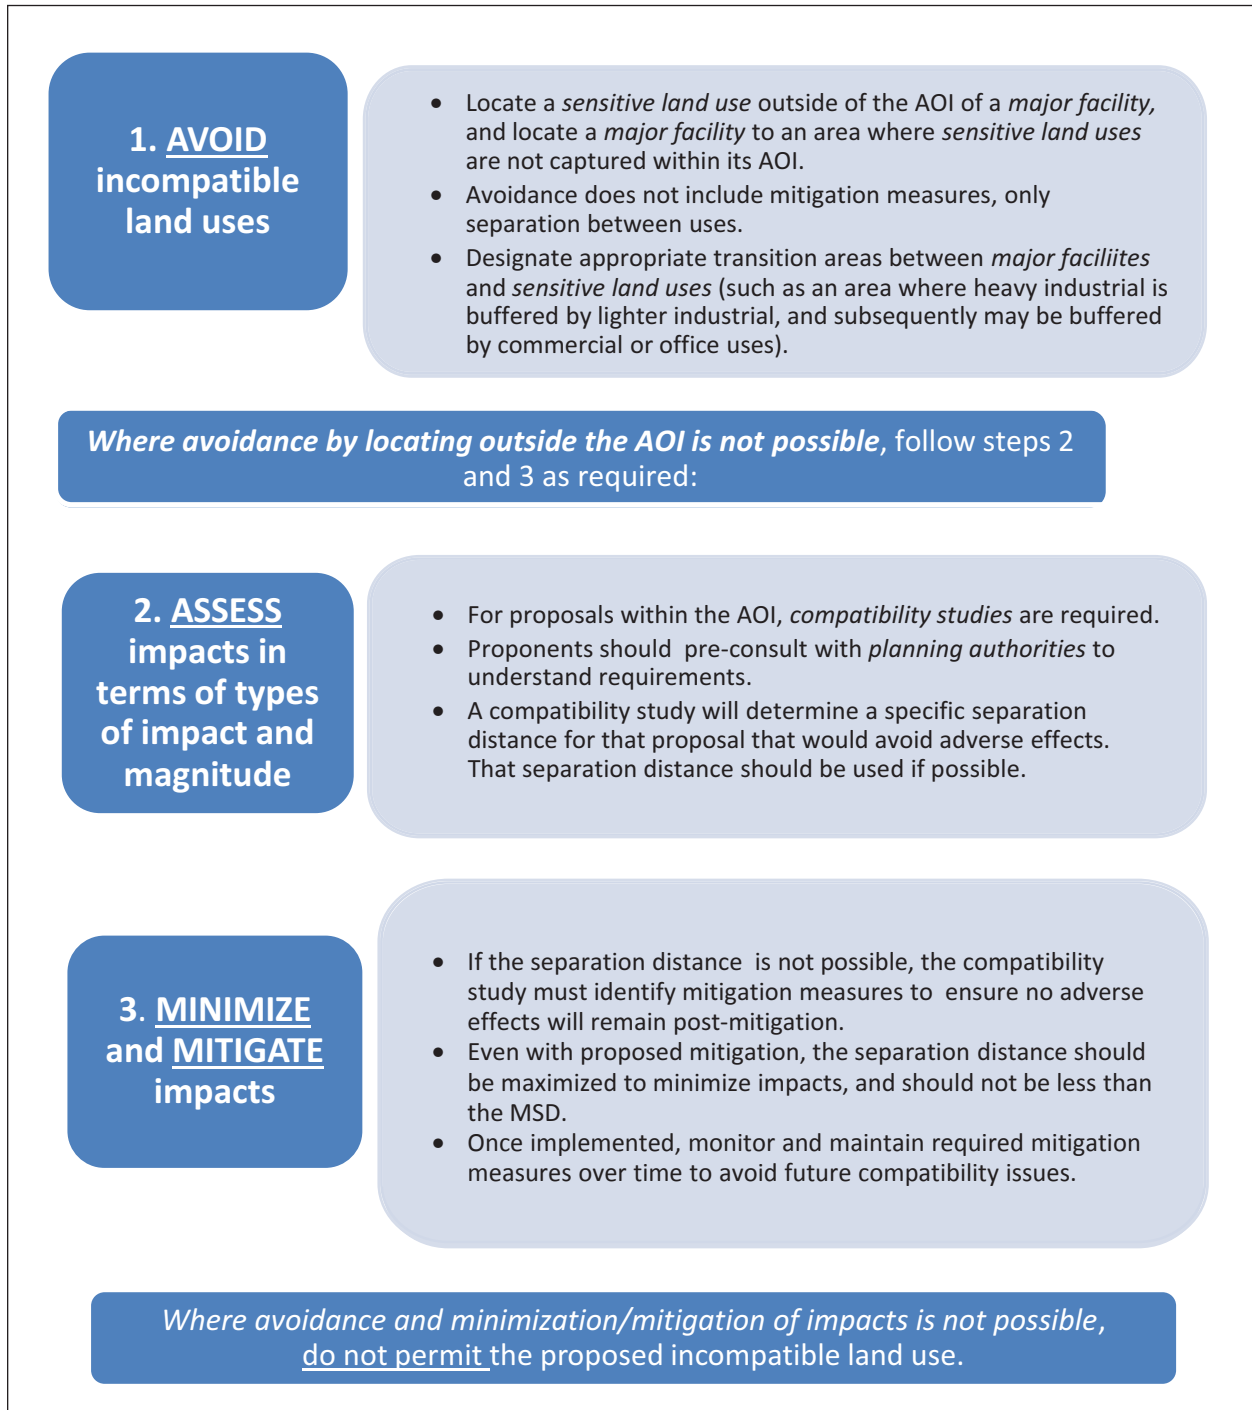 1. AVOID
incompatible
land uses
• Locate a sensitive land use outside of the AOI of a major facility,
and locate a major facility to an area where sensitive land uses
are not captured within its AOI.
• Avoidance does not include mitigation measures, only
separation between uses.
• Designate appropriate transition areas between major faciliites
and sensitive land uses (such as an area where heavy industrial is
buffered by lighter industrial, and subsequently may be buffered
by commercial or office uses).
Where avoidance by locating outside the AOI is not possible, follow steps 2
and 3 as required:
2. ASSESS
impacts in
terms of types
of impact and
magnitude
• For proposals within the AOI, compatibility studies are required.
• Proponents should pre-consult with planning authorities to
understand requirements.
• A compatibility study will determine a specific separation
distance for that proposal that would avoid adverse effects.
That separation distance should be used if possible.
3. MINIMIZE
and MITIGATE
impacts
• If the separation distance is not possible, the compatibility
study must identify mitigation measures to ensure no adverse
effects will remain post-mitigation.
• Even with proposed mitigation, the separation distance should
be maximized to minimize impacts, and should not be less than
the MSD.
• Once implemented, monitor and maintain required mitigation
measures over time to avoid future compatibility issues.
Where avoidance and minimization/mitigation of impacts is not possible,
do not permit the proposed incompatible land use.